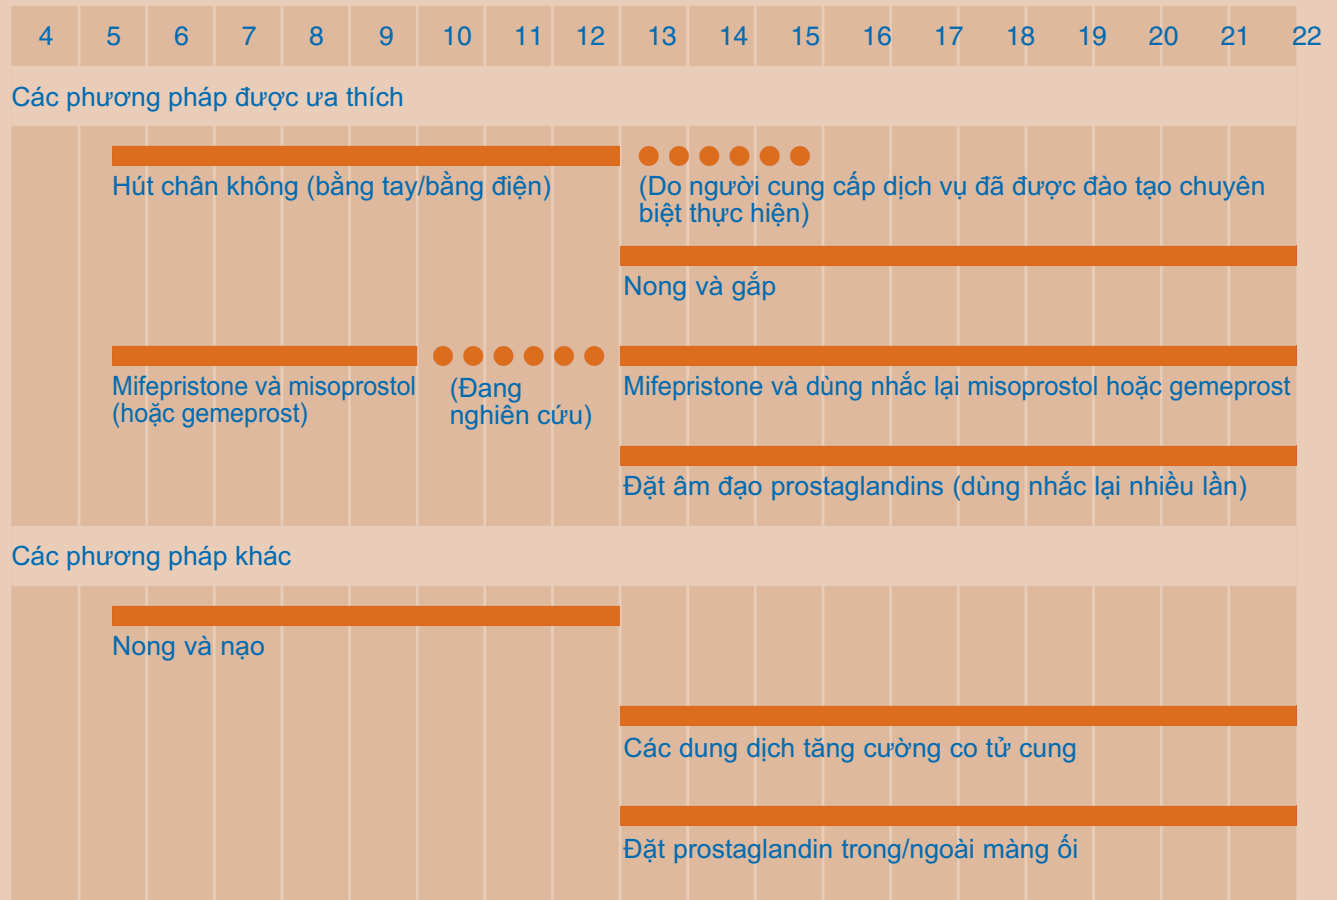 4 5 6 7 8 9 10 11 12 13 14 15 16 17 18 19 20 21 22
Các phương pháp được ưa thích
Hút chân không (bằng tay/bằng điện)
(Do người cung cấp dịch vụ đã được đào tạo chuyên
biệt thực hiện)
Nong và gắp
Mifepristone và misoprostol
(hoặc gemeprost)
(Đang
nghiên cứu)
Mifepristone và dùng nhắc lại misoprostol hoặc gemeprost
Đặt âm đạo prostaglandins (dùng nhắc lại nhiều lần)
Các phương pháp khác
Nong và nạo
Các dung dịch tăng cường co tử cung
Đặt prostaglandin trong/ngoài màng ối